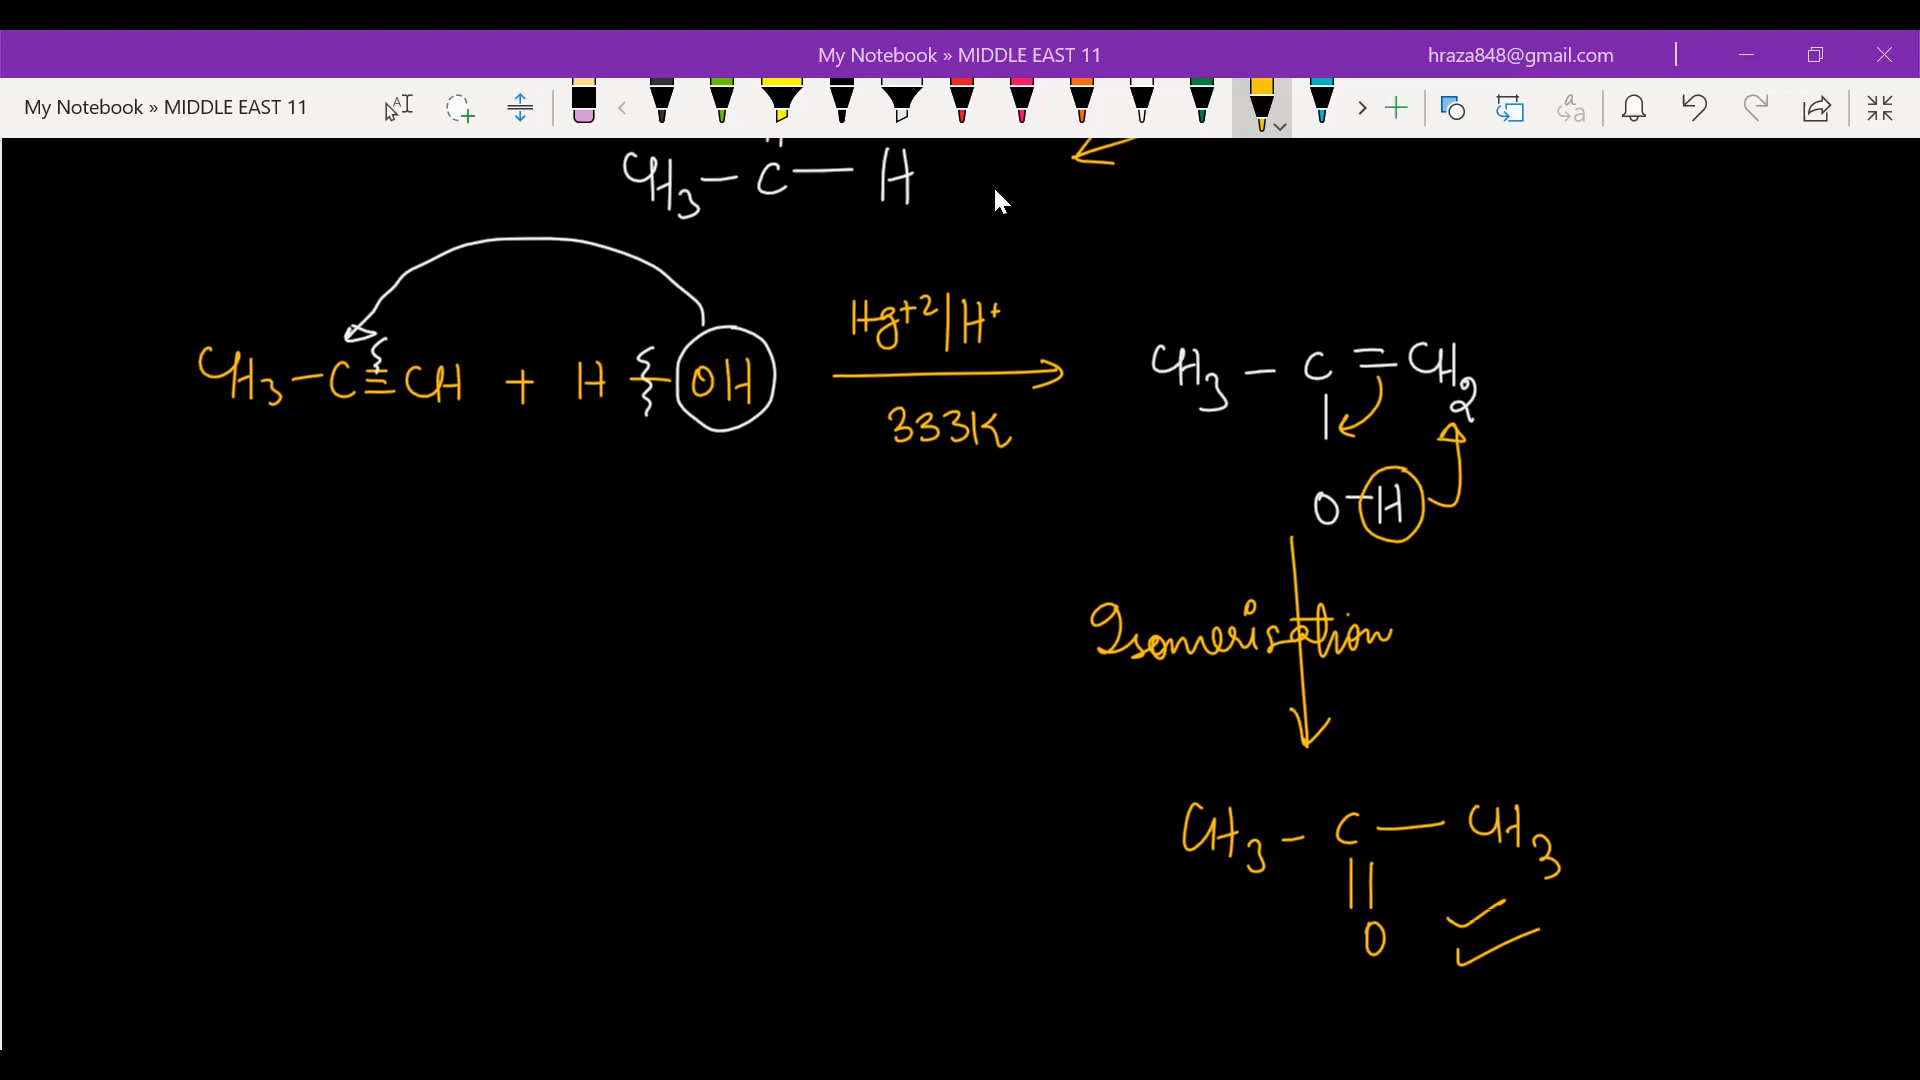 My Notebook » MIDDLE EAST 11
hraza848@gmail.com
My Notebook » MIDDLE EAST 11
CH3 - C - H
CH3 - C ≡ CH + H - OH
Hg+2 | H+
333K
CH3 - C = CH2
|
O - H
Isomerisation
CH3 - C - CH3
||
O